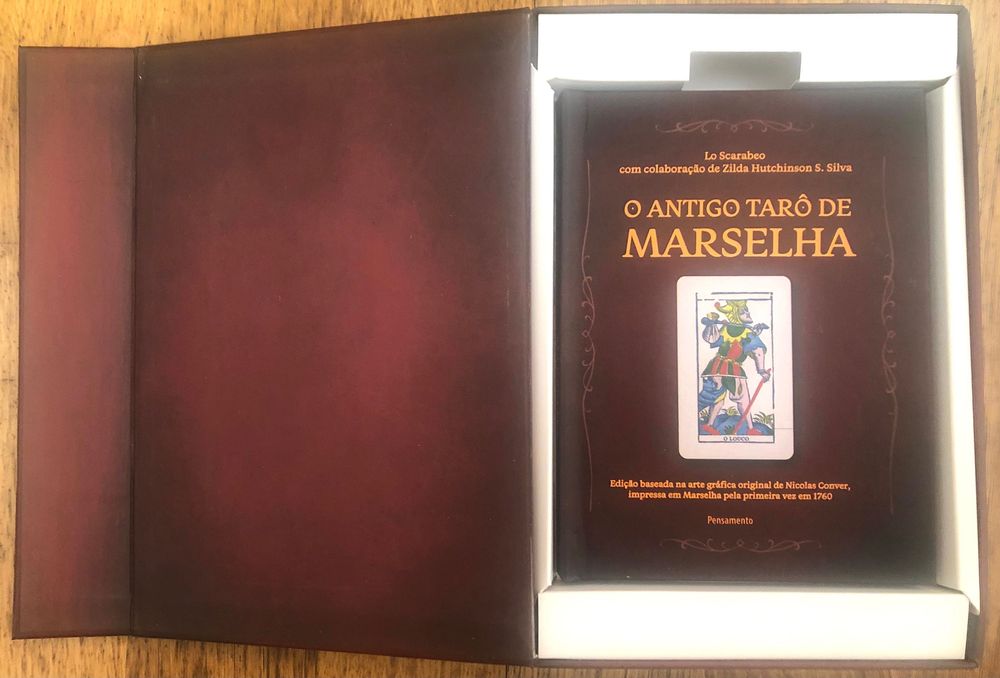 Lo Scarabeo
com colaboração de Zilda Hutchinson S. Silva
O ANTIGO TARÔ DE
MARSELHA
O LOUCO
Edição baseada na arte gráfica original de Nicolas Conver,
impressa em Marselha pela primeira vez em 1760
Pensamento